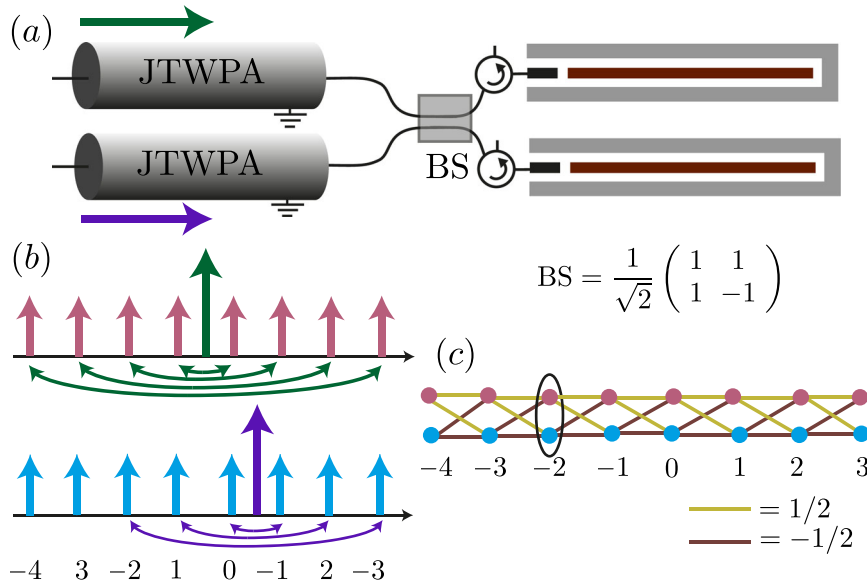 (a)
JTWPA
JTWPA
BS
(b)
BS = 1/√2 ( 1 1
1 −1 )
(c)
−4 −3 −2 −1 0 1 2 3
= 1/2
= −1/2
−4 3 −2 1 0 −1 2 −3